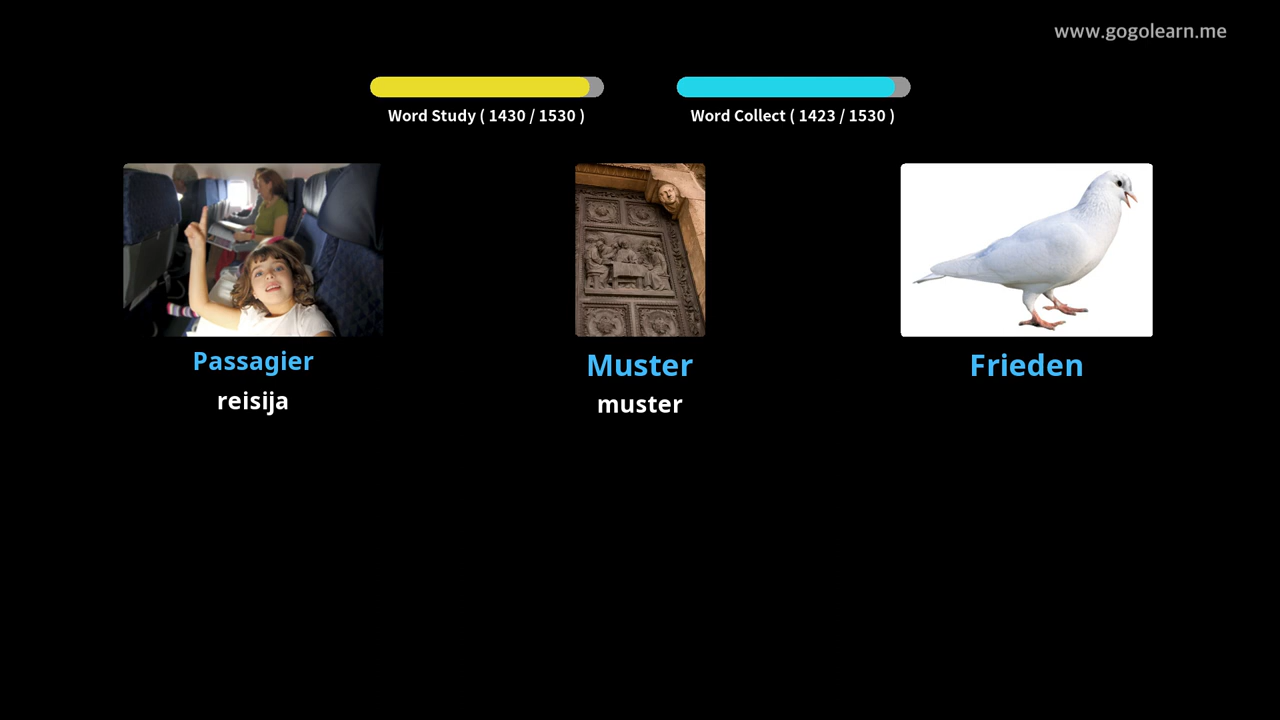 www.gogolearn.me
Word Study ( 1430 / 1530 )
Word Collect ( 1423 / 1530 )
Passagier
reisija
Muster
muster
Frieden